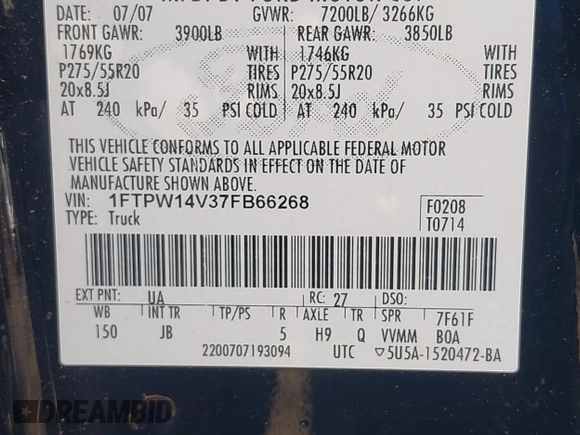 DATE: 07/07 GVWR: 7200LB/ 3266KG
FRONT GAWR: 3900LB REAR GAWR: 3850LB
1769KG WITH 1746KG WITH
P275/55R20 TIRES P275/55R20 TIRES
20x8.5J RIMS 20x8.5J RIMS
AT 240 kPa/ 35 PSI COLD AT 240 kPa/ 35 PSI COLD
THIS VEHICLE CONFORMS TO ALL APPLICABLE FEDERAL MOTOR
VEHICLE SAFETY STANDARDS IN EFFECT ON THE DATE OF
MANUFACTURE SHOWN ABOVE.
VIN: 1FTPW14V37FB66268 F0208
TYPE: Truck T0714
EXT PNT: UA RC: 27 DSO:
WB INT TR TP/PS R AXLE TR SPR 7F61F
150 JB 5 H9 Q VVMM BOA
2200707193094 UTC ▽5U5A-1520472-BA
DREAMBID